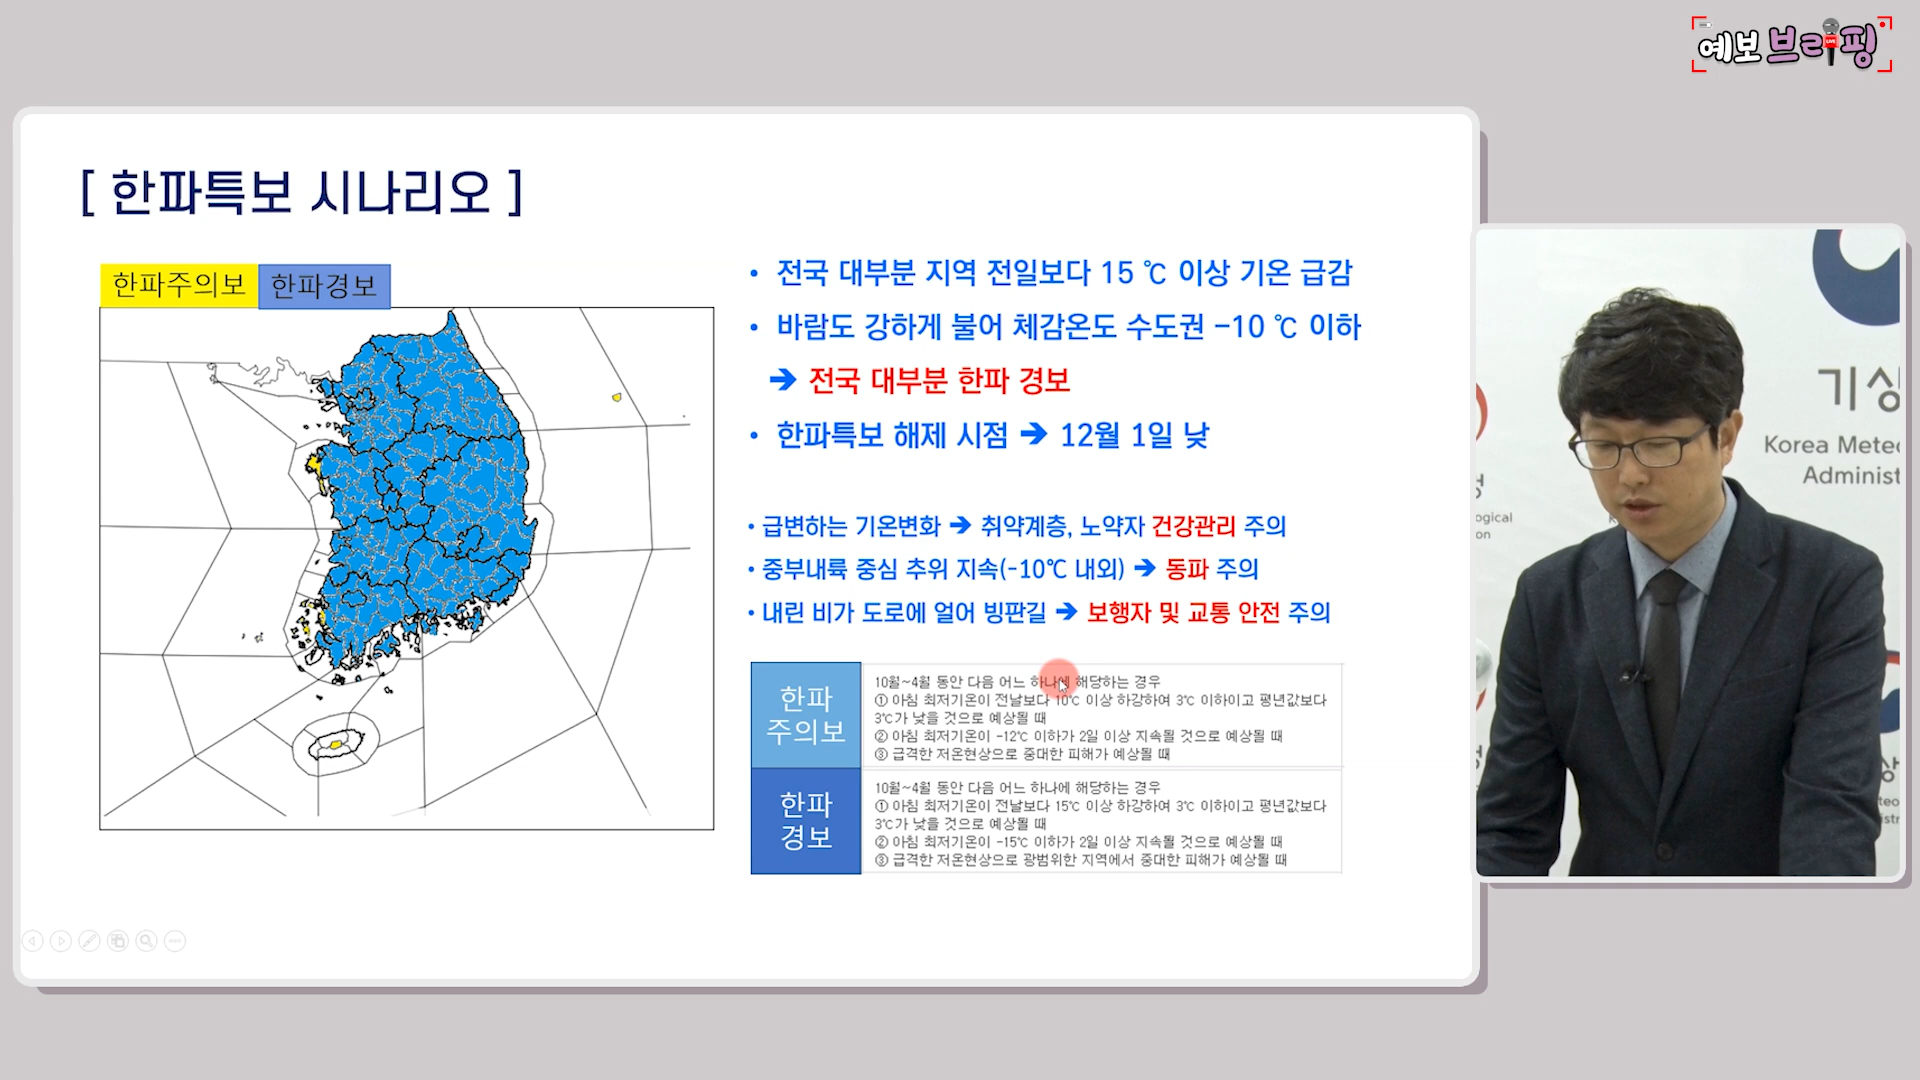 예보 브리핑
LIVE
[ 한파특보 시나리오 ]
한파주의보 한파경보
• 전국 대부분 지역 전일보다 15 ℃ 이상 기온 급감
• 바람도 강하게 불어 체감온도 수도권 -10 ℃ 이하
➔ 전국 대부분 한파 경보
• 한파특보 해제 시점 ➔ 12월 1일 낮
• 급변하는 기온변화 ➔ 취약계층, 노약자 건강관리 주의
• 중부내륙 중심 추위 지속(-10℃ 내외) ➔ 동파 주의
• 내린 비가 도로에 얼어 빙판길 ➔ 보행자 및 교통 안전 주의
한파
주의보
10월~4월 동안 다음 어느 하나에 해당하는 경우
① 아침 최저기온이 전날보다 10℃ 이상 하강하여 3℃ 이하이고 평년값보다
3℃가 낮을 것으로 예상될 때
② 아침 최저기온이 -12℃ 이하가 2일 이상 지속될 것으로 예상될 때
③ 급격한 저온현상으로 중대한 피해가 예상될 때
한파
경보
10월~4월 동안 다음 어느 하나에 해당하는 경우
① 아침 최저기온이 전날보다 15℃ 이상 하강하여 3℃ 이하이고 평년값보다
3℃가 낮을 것으로 예상될 때
② 아침 최저기온이 -15℃ 이하가 2일 이상 지속될 것으로 예상될 때
③ 급격한 저온현상으로 광범위한 지역에서 중대한 피해가 예상될 때
기상
Korea Meteo
Administ
ogical
on